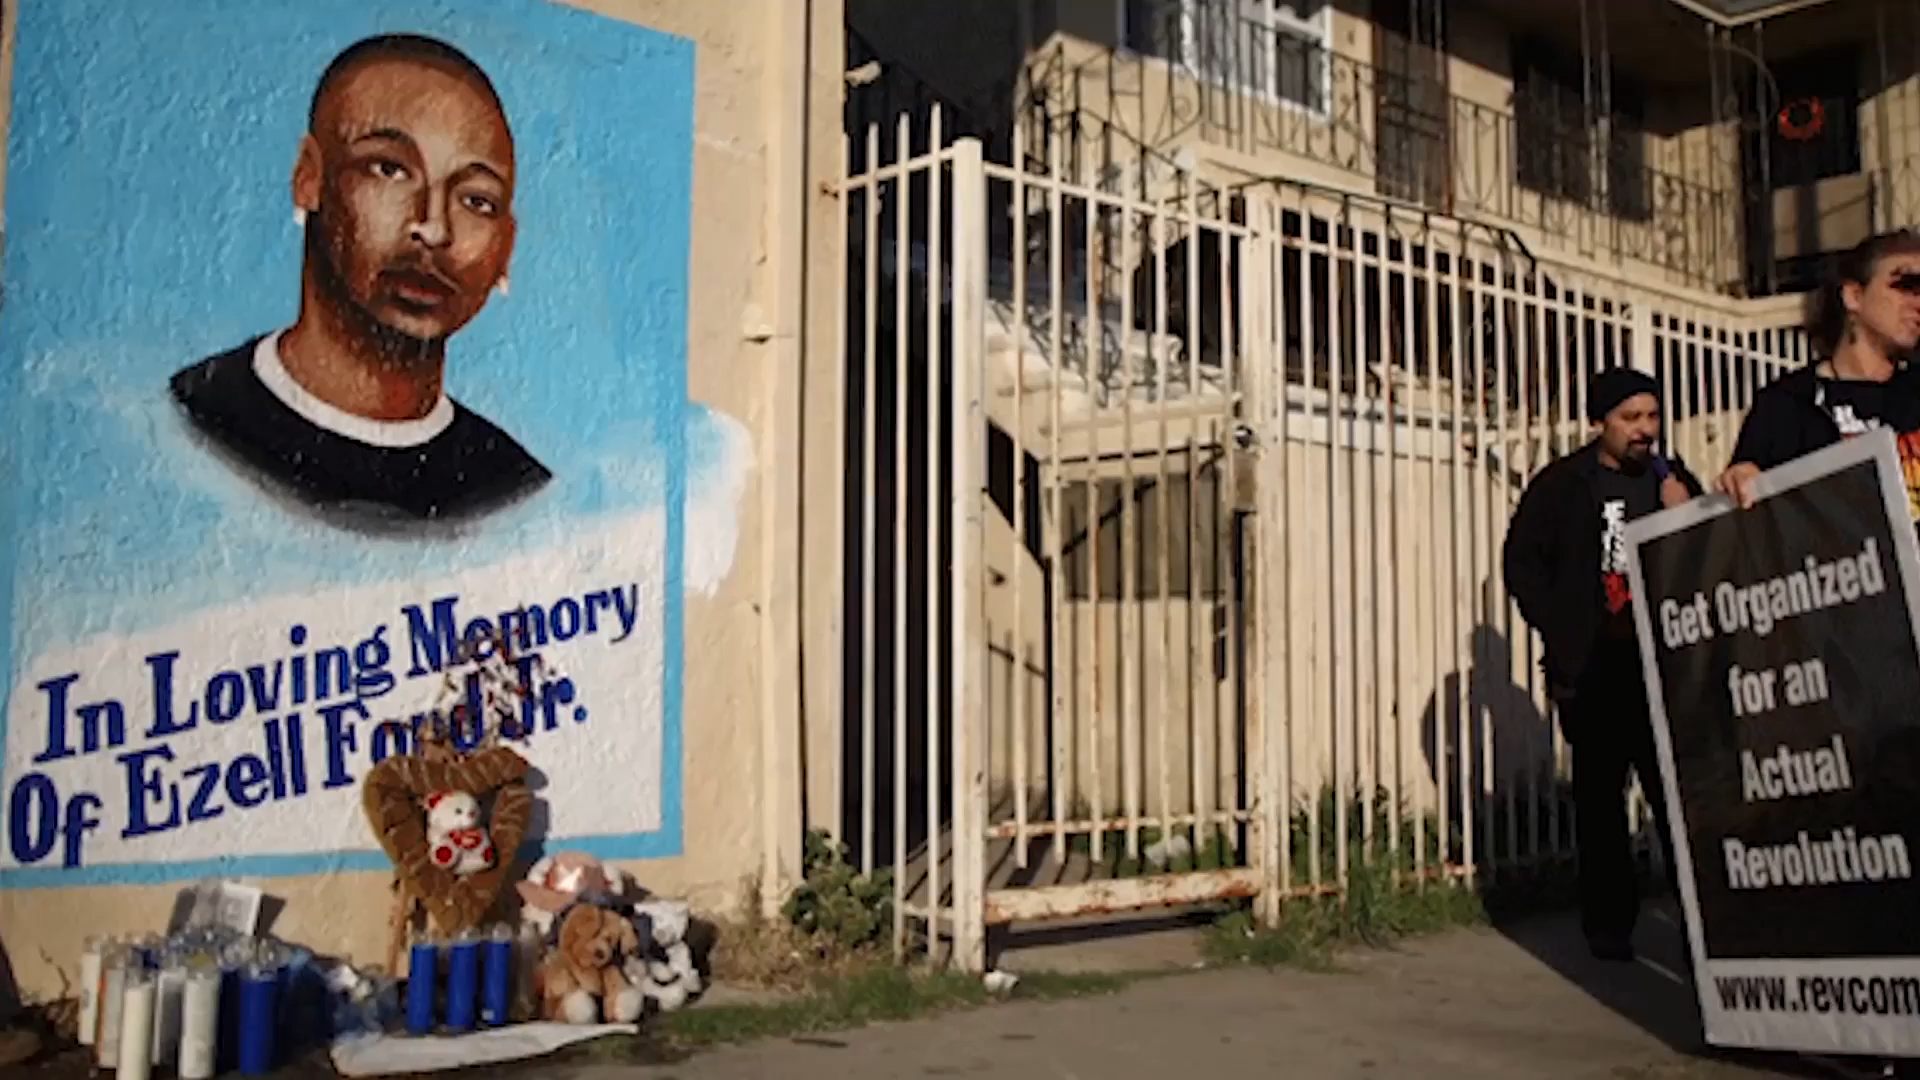 In Loving Memory
Of Ezell Ford Jr.
Get Organized
for an
Actual
Revolution
www.revcom